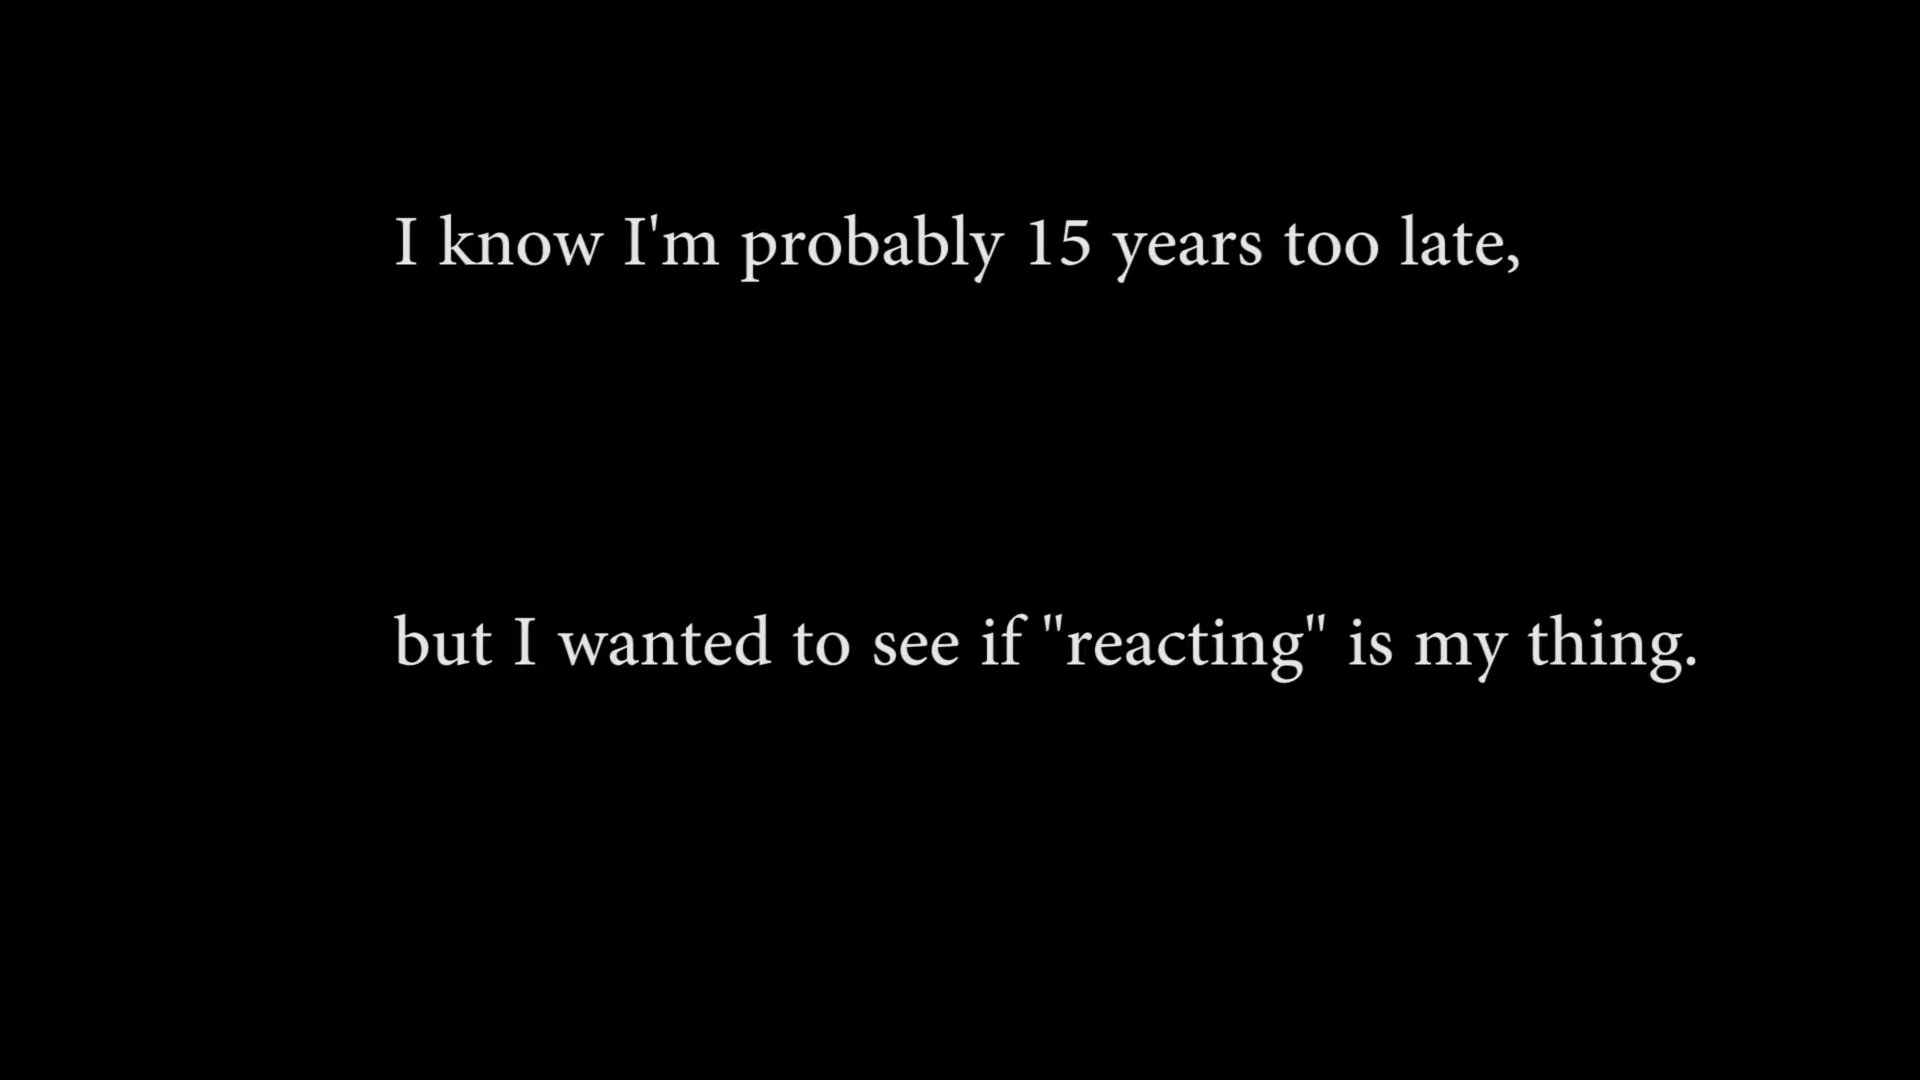 I know I'm probably 15 years too late,
but I wanted to see if "reacting" is my thing.